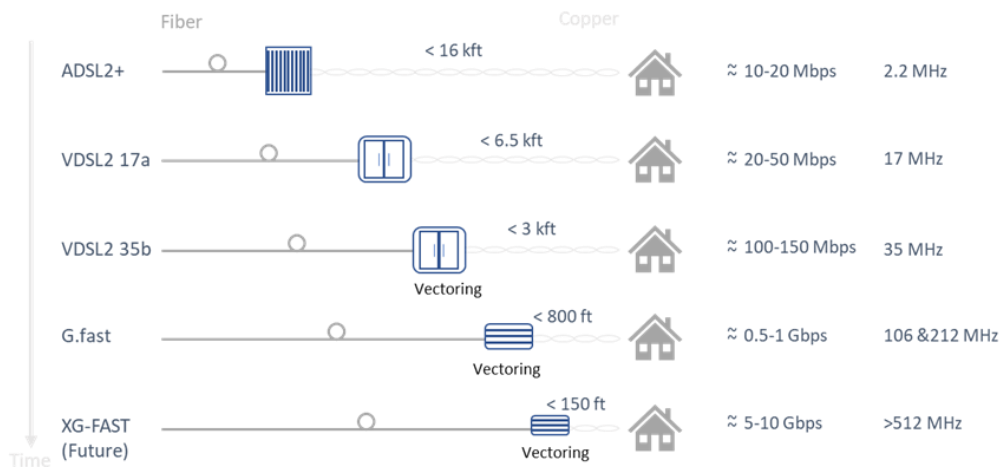 Fiber Copper
ADSL2+ < 16 kft ≈ 10-20 Mbps 2.2 MHz
VDSL2 17a < 6.5 kft ≈ 20-50 Mbps 17 MHz
VDSL2 35b < 3 kft ≈ 100-150 Mbps 35 MHz
Vectoring
G.fast < 800 ft ≈ 0.5-1 Gbps 106 &212 MHz
Vectoring
XG-FAST < 150 ft ≈ 5-10 Gbps >512 MHz
(Future) Vectoring
Time